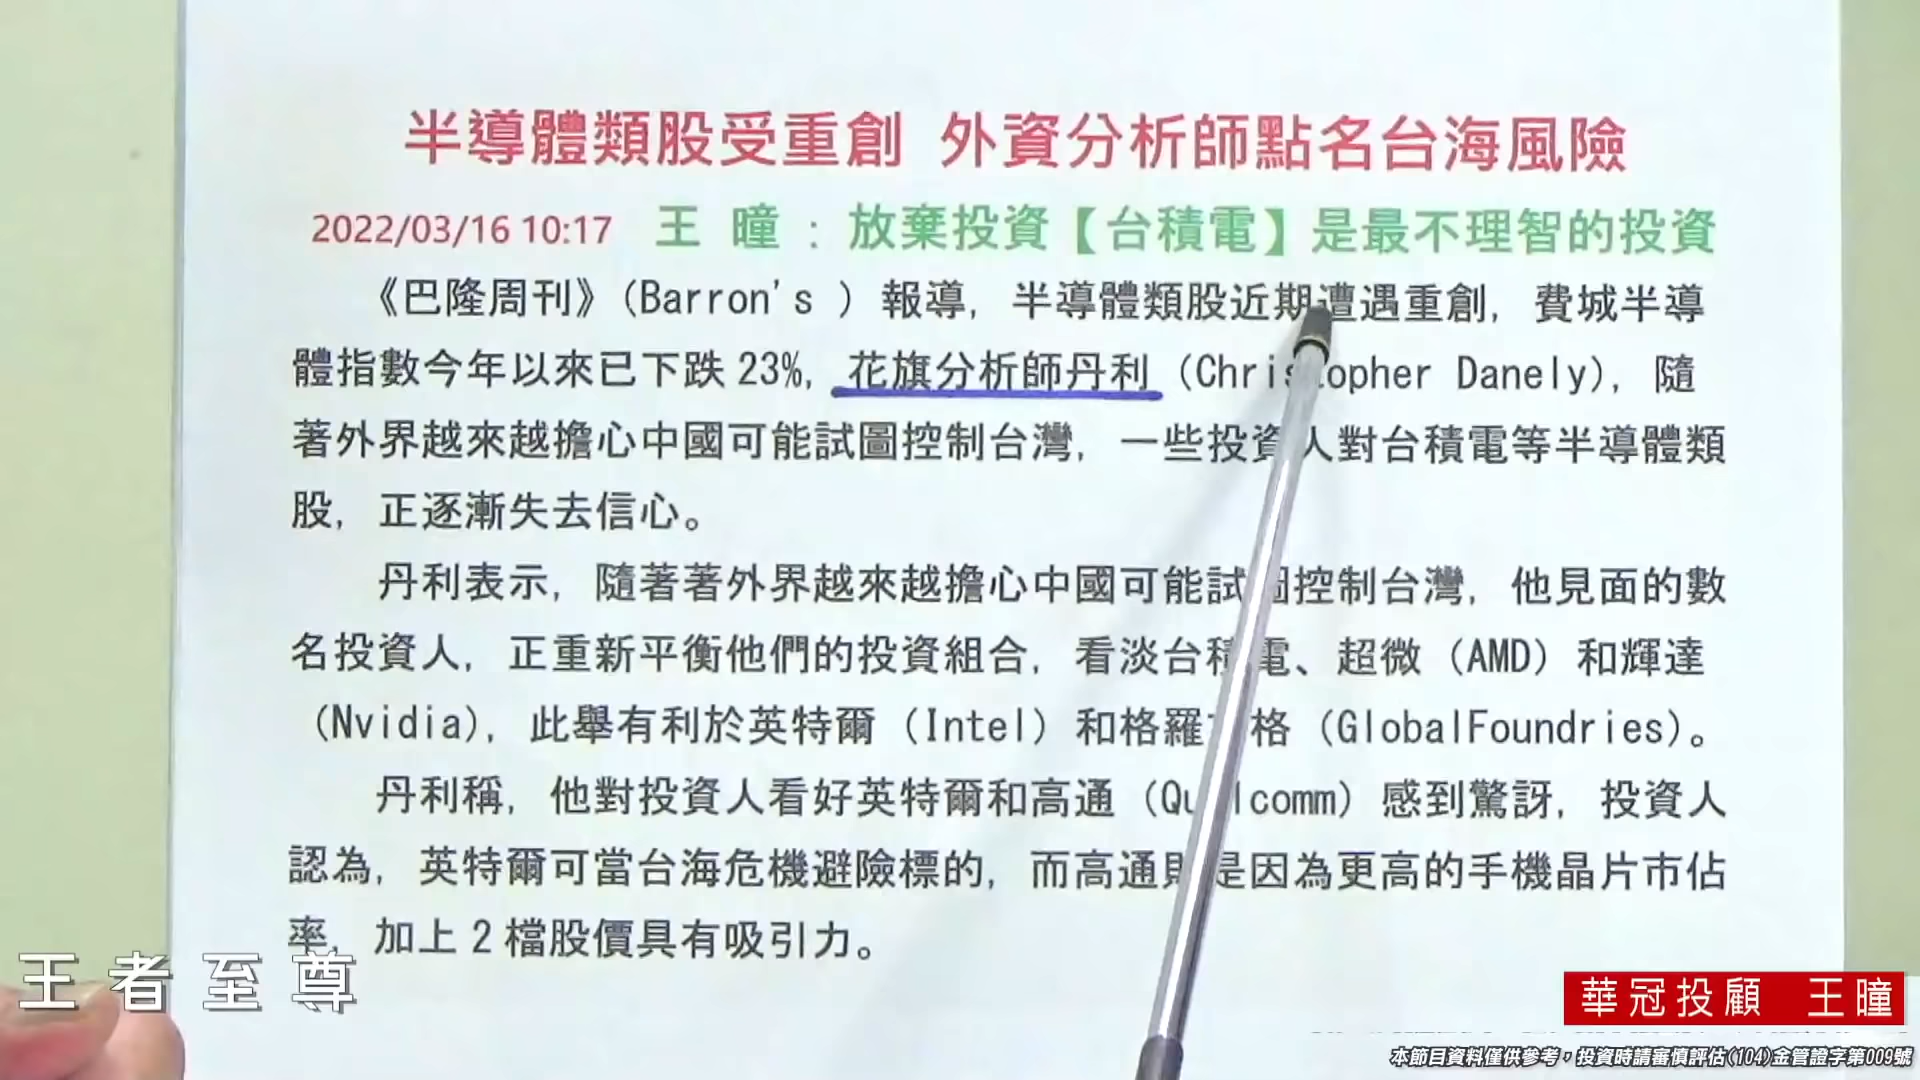 半導體類股受重創 外資分析師點名台海風險
2022/03/16 10:17 王 曈 : 放棄投資【台積電】是最不理智的投資
《巴隆周刊》(Barron's ) 報導, 半導體類股近期遭遇重創, 費城半導
體指數今年以來已下跌 23%, 花旗分析師丹利 (Christopher Danely), 隨
著外界越來越擔心中國可能試圖控制台灣, 一些投資人對台積電等半導體類
股, 正逐漸失去信心。
丹利表示, 隨著著外界越來越擔心中國可能試圖控制台灣, 他見面的數
名投資人, 正重新平衡他們的投資組合, 看淡台積電、超微 (AMD) 和輝達
(Nvidia), 此舉有利於英特爾 (Intel) 和格羅格 (GlobalFoundries)。
丹利稱, 他對投資人看好英特爾和高通 (Qualcomm) 感到驚訝, 投資人
認為, 英特爾可當台海危機避險標的, 而高通則是因為更高的手機晶片市佔
率, 加上 2 檔股價具有吸引力。
王者至尊
華冠投顧 王曈
本節目資料僅供參考，投資時請審慎評估(104)金管證字第009號